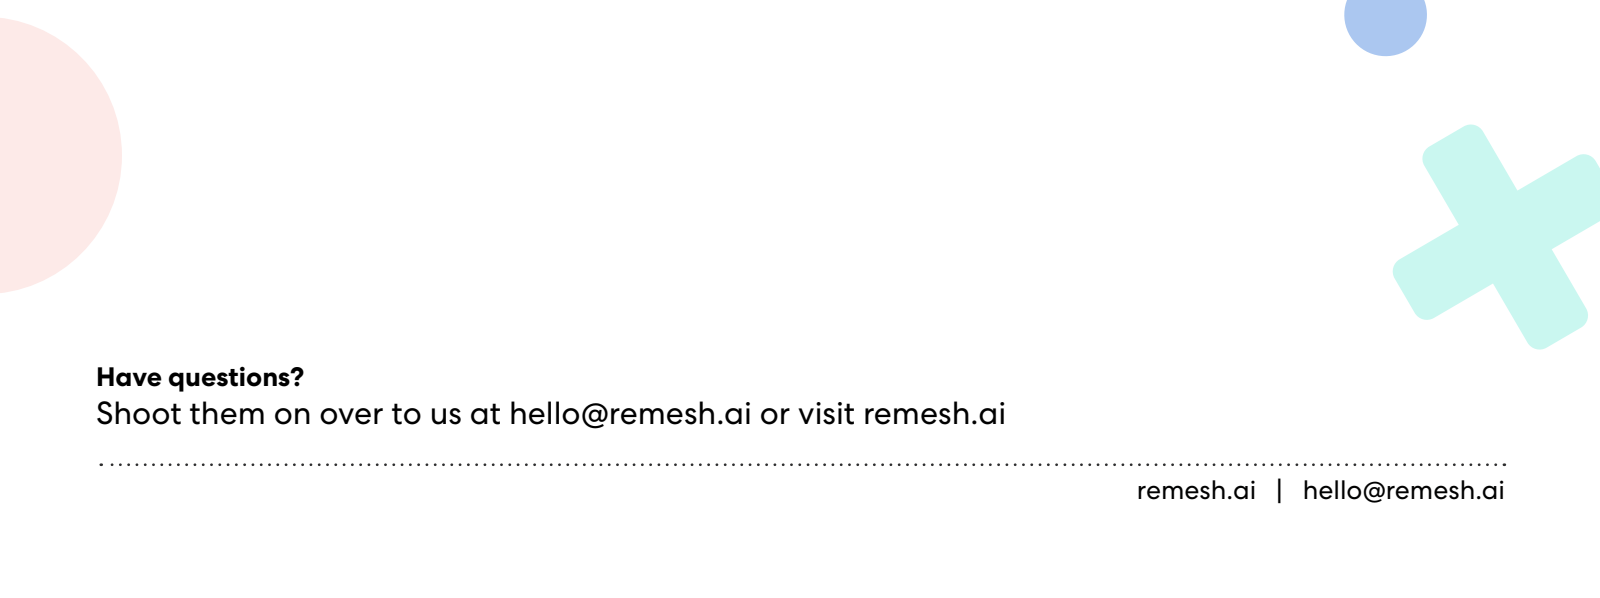 Have questions?
Shoot them on over to us at hello@remesh.ai or visit remesh.ai
remesh.ai | hello@remesh.ai